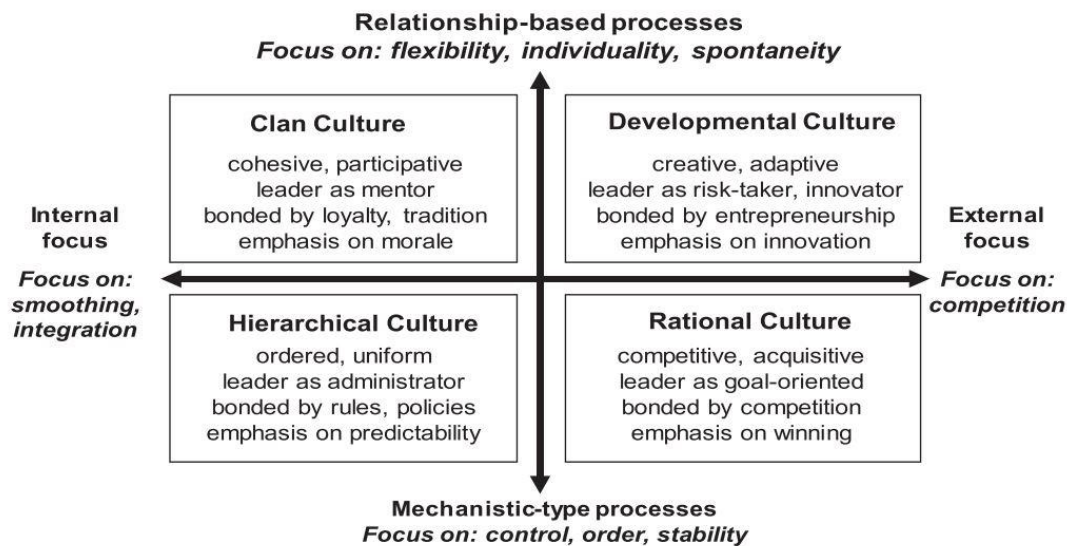 Relationship-based processes
Focus on: flexibility, individuality, spontaneity
Clan Culture
cohesive, participative
leader as mentor
bonded by loyalty, tradition
emphasis on morale
Developmental Culture
creative, adaptive
leader as risk-taker, innovator
bonded by entrepreneurship
emphasis on innovation
Internal
focus
Focus on:
smoothing,
integration
External
focus
Focus on:
competition
Hierarchical Culture
ordered, uniform
leader as administrator
bonded by rules, policies
emphasis on predictability
Rational Culture
competitive, acquisitive
leader as goal-oriented
bonded by competition
emphasis on winning
Mechanistic-type processes
Focus on: control, order, stability